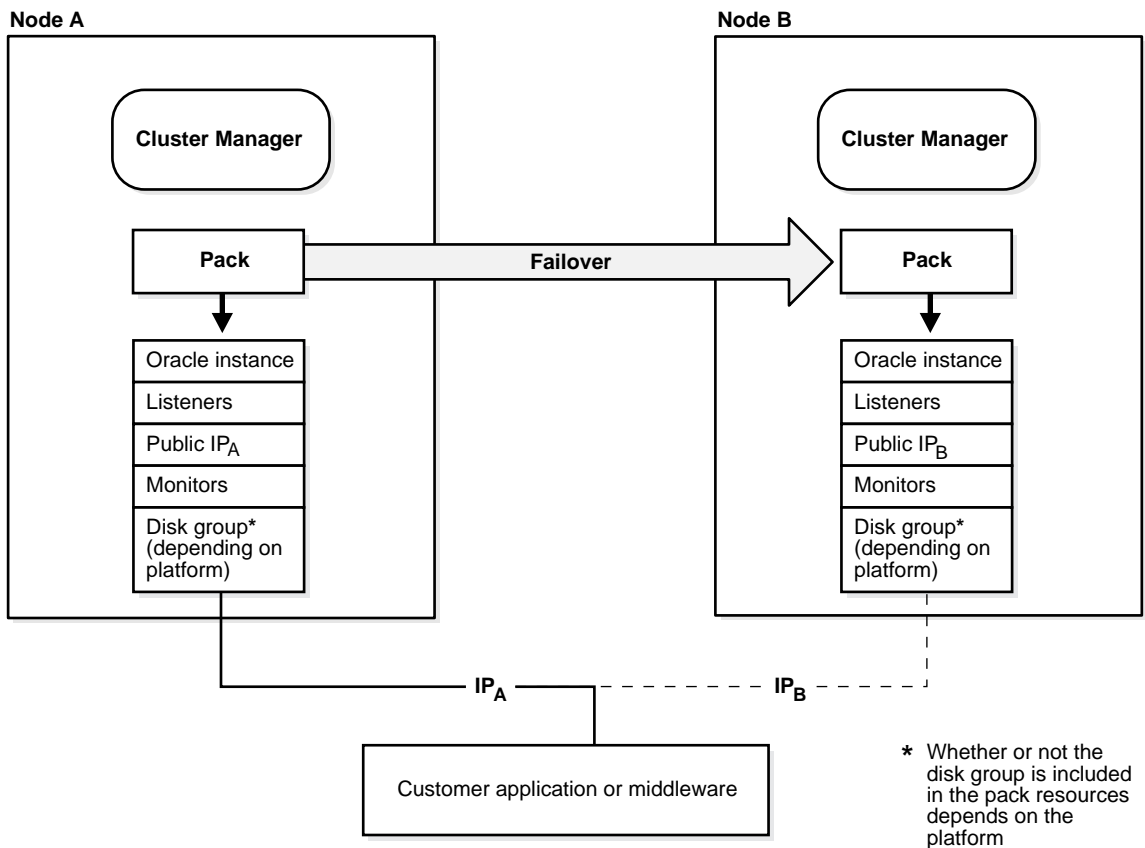 Node A
Cluster Manager
Pack
Oracle instance
Listeners
Public IPA
Monitors
Disk group*
(depending on
platform)
Failover
Node B
Cluster Manager
Pack
Oracle instance
Listeners
Public IPB
Monitors
Disk group*
(depending on
platform)
IPA
IPB
Customer application or middleware
* Whether or not the
disk group is included
in the pack resources
depends on the
platform